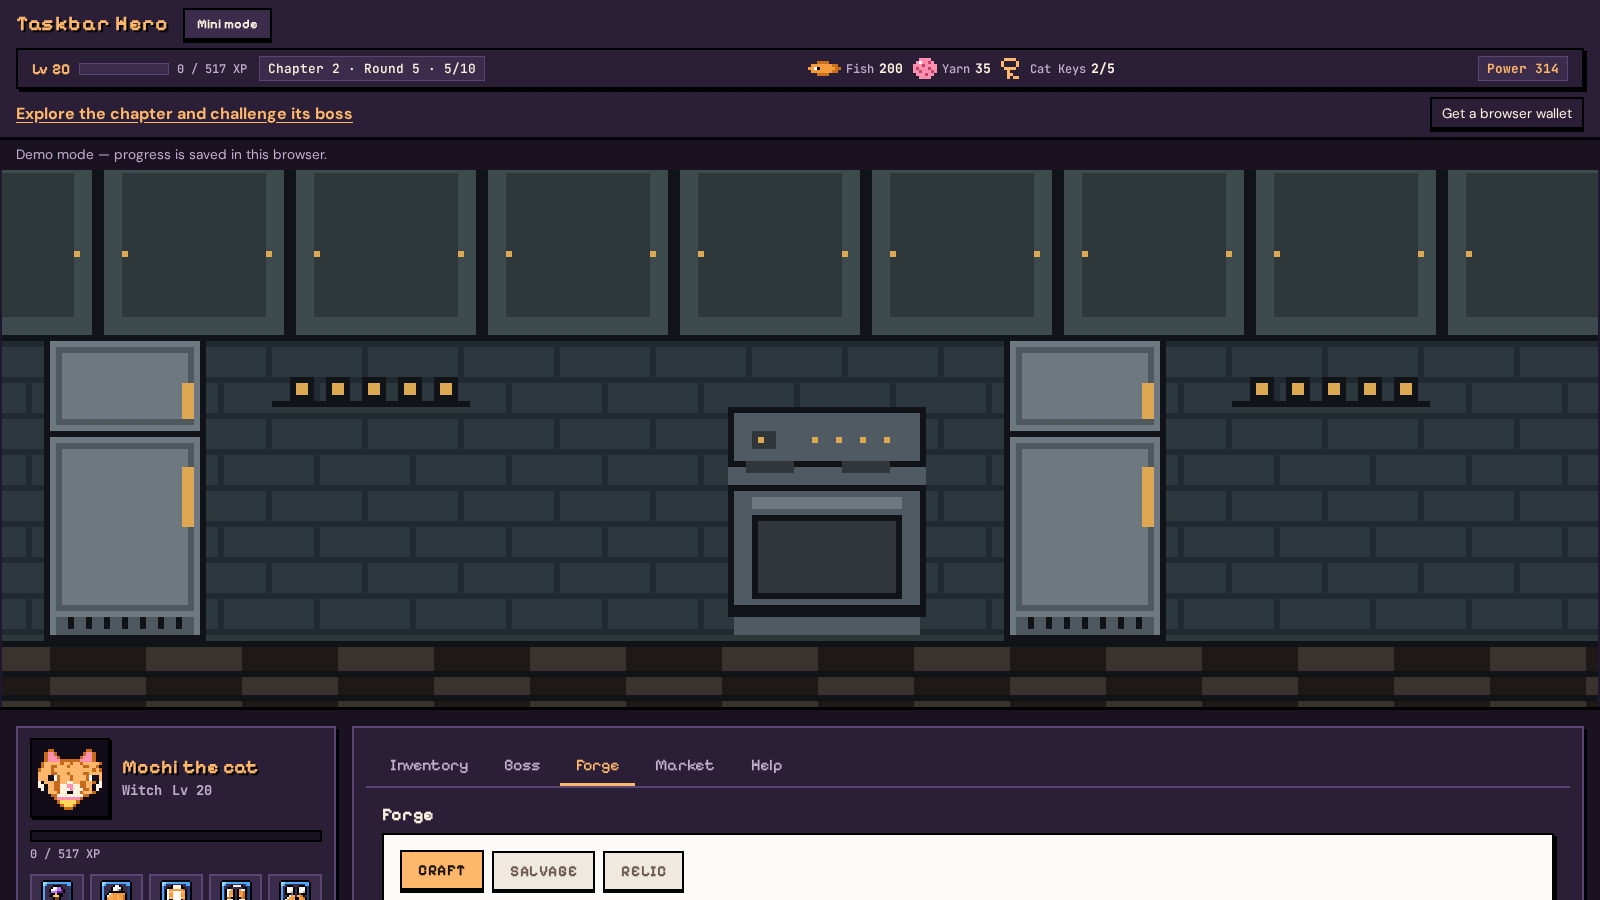 Taskbar Hero
Mini mode
Lv 20
0 / 517 XP
Chapter 2 · Round 5 · 5/10
Fish 200
Yarn 35
Cat Keys 2/5
Power 314
Explore the chapter and challenge its boss
Get a browser wallet
Demo mode — progress is saved in this browser.
Mochi the cat
Witch Lv 20
0 / 517 XP
Inventory
Boss
Forge
Market
Help
Forge
CRAFT
SALVAGE
RELIC